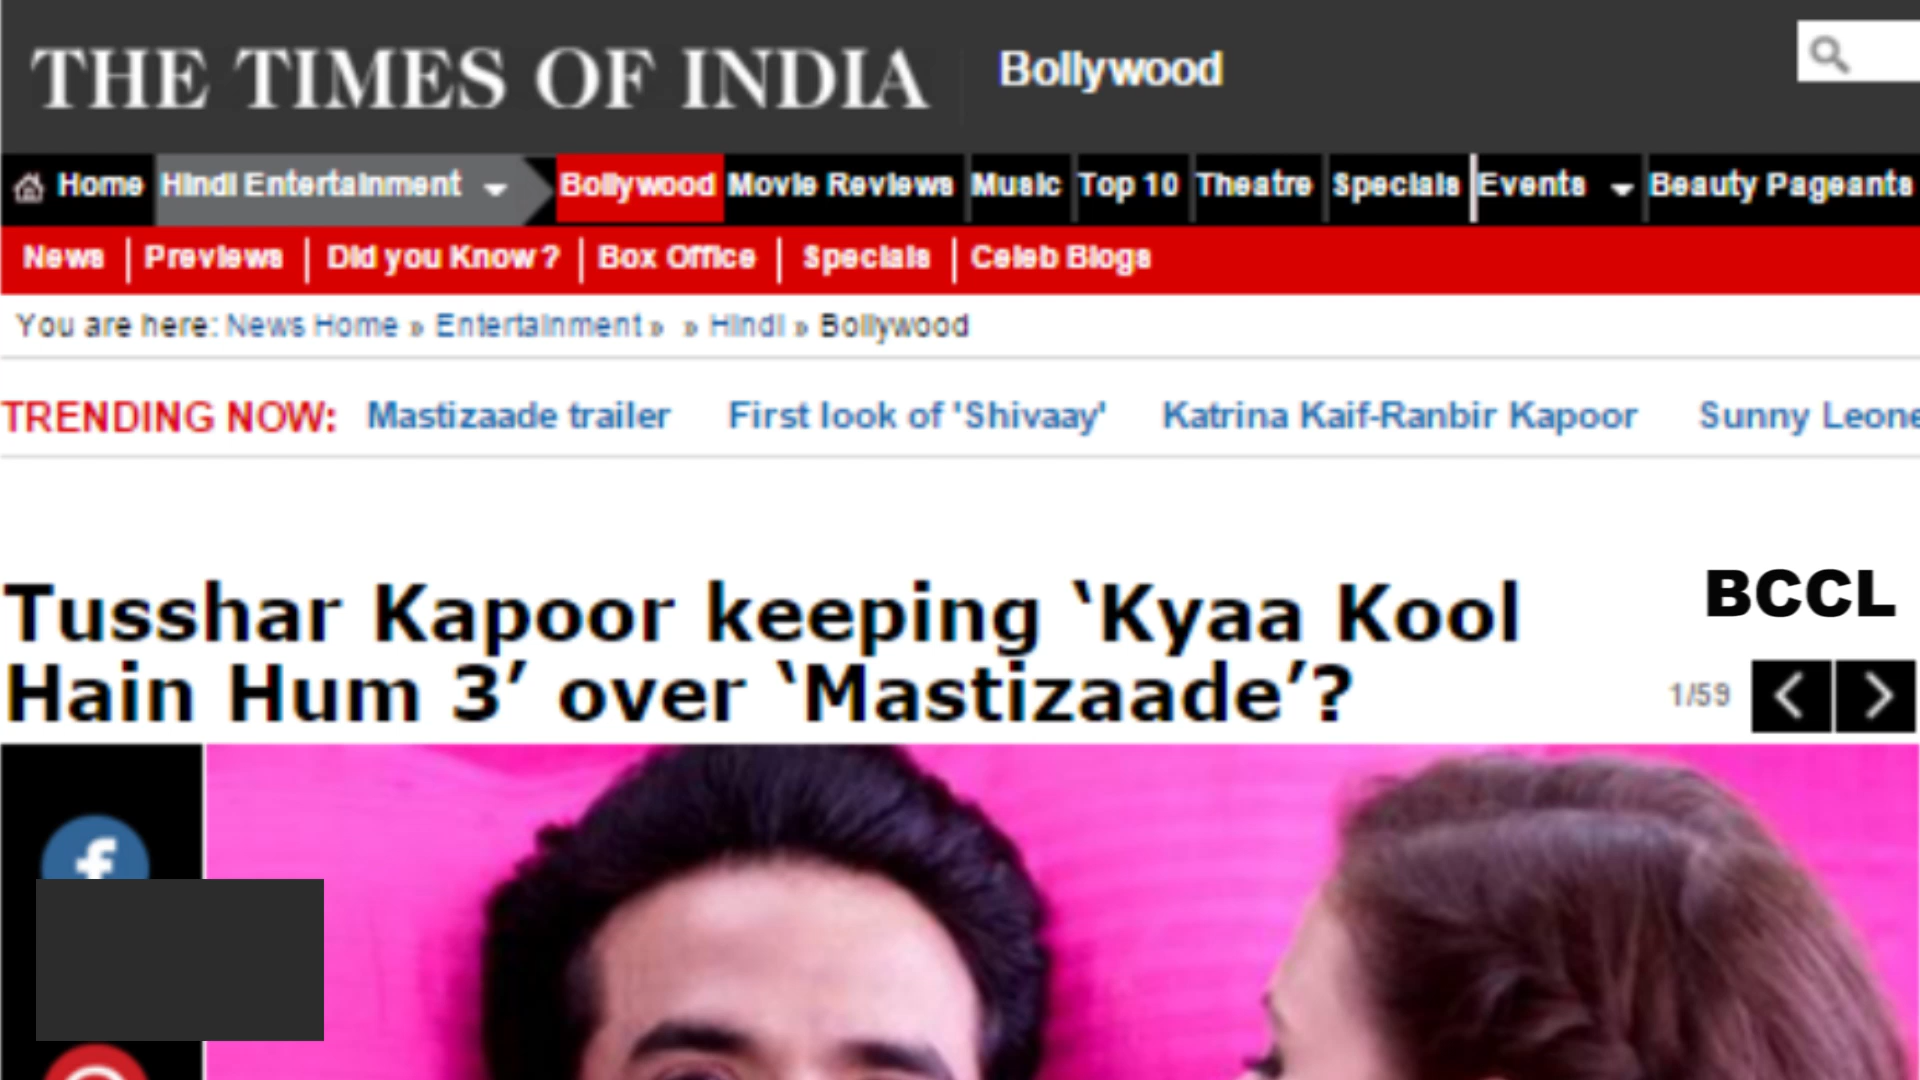 THE TIMES OF INDIA Bollywood
Home Hindi Entertainment Bollywood Movie Reviews Music Top 10 Theatre Specials Events Beauty Pageants
News Previews Did you Know? Box Office Specials Celeb Blogs
You are here: News Home » Entertainment » » Hindi » Bollywood
TRENDING NOW: Mastizaade trailer First look of 'Shivaay' Katrina Kaif-Ranbir Kapoor Sunny Leone
Tusshar Kapoor keeping ‘Kyaa Kool
BCCL
Hain Hum 3’ over ‘Mastizaade’?
1/59
f